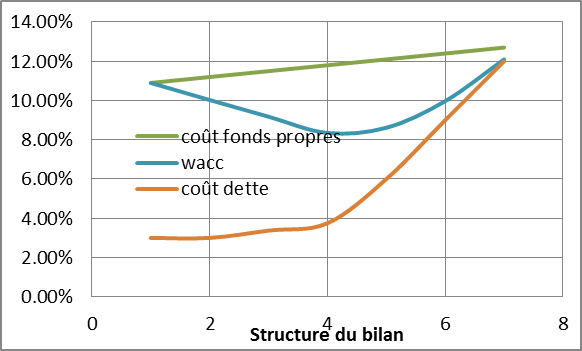 14.00%
12.00%
10.00%
8.00%
6.00%
4.00%
2.00%
0.00%
coût fonds propres
wacc
coût dette
0 2 4 6 8
Structure du bilan